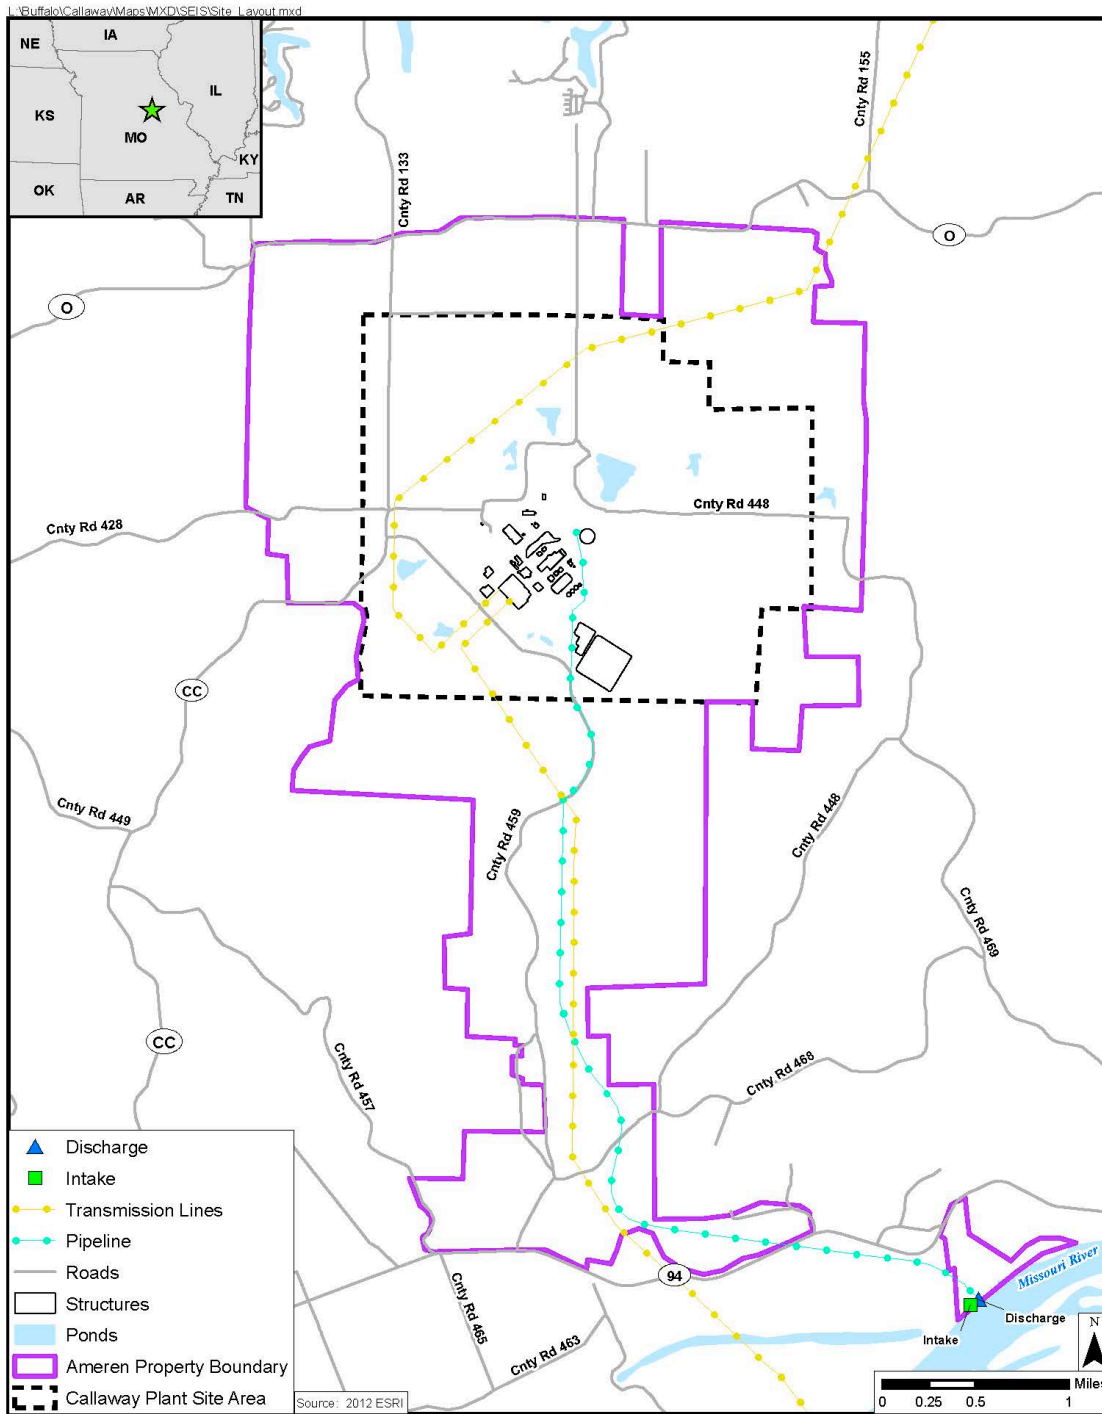 L:\Buffalo\Callaway\Maps\MXD\SEIS\Site_Layout.mxd
NE
IA
KS
IL
MO
KY
OK
AR
TN
Cnty Rd 155
Cnty Rd 133
O
O
Cnty Rd 428
Cnty Rd 448
CC
Cnty Rd 449
Cnty Rd 459
Cnty Rd 448
Cnty Rd 469
CC
Cnty Rd 457
Cnty Rd 468
94
Missouri River
Discharge
Intake
Cnty Rd 465
Cnty Rd 463
Discharge
Intake
Transmission Lines
Pipeline
Roads
Structures
Ponds
Ameren Property Boundary
Callaway Plant Site Area
Source: 2012 ESRI
N
Miles
0 0.25 0.5 1